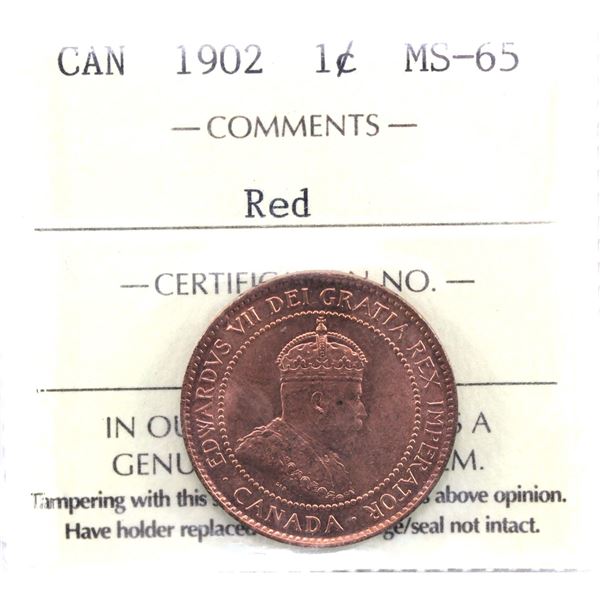 CAN 1902 1¢ MS-65
— COMMENTS —
Red
— CERTIFIC N NO. —
EDWARDVS VII DEI GRATIA REX IMPERATOR
CANADA
IN OU S A
GENU M.
Tampering with this s above opinion.
Have holder replaced ge/seal not intact.